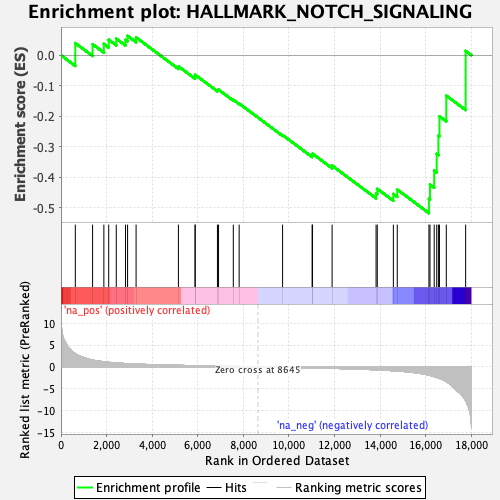 Enrichment plot: HALLMARK_NOTCH_SIGNALING
Enrichment score (ES)
0.0
-0.1
-0.2
-0.3
-0.4
-0.5
'na_pos' (positively correlated)
Ranked list metric (PreRanked)
10
5
0
-5
-10
-15
Zero cross at 8645
'na_neg' (negatively correlated)
0 2,000 4,000 6,000 8,000 10,000 12,000 14,000 16,000 18,000
Rank in Ordered Dataset
Enrichment profile Hits Ranking metric scores